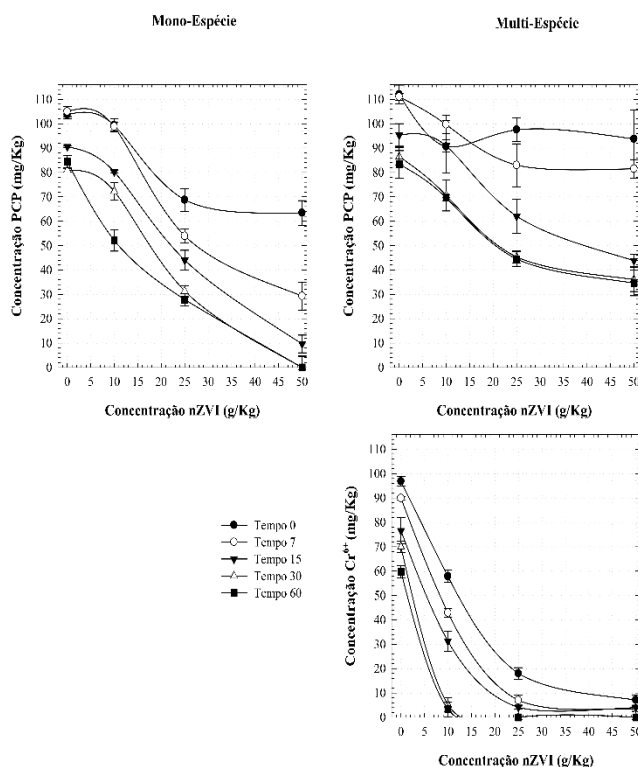 Mono-Espécie
Multi-Espécie
Concentração PCP (mg/Kg)
110
100
90
80
70
60
50
40
30
20
10
0
0 5 10 15 20 25 30 35 40 45 50
Concentração nZVI (g/Kg)
Concentração PCP (mg/Kg)
110
100
90
80
70
60
50
40
30
20
10
0
0 5 10 15 20 25 30 35 40 45 50
Concentração nZVI (g/Kg)
Tempo 0
Tempo 7
Tempo 15
Tempo 30
Tempo 60
Concentração Cr⁶⁺ (mg/Kg)
110
100
90
80
70
60
50
40
30
20
10
0
0 5 10 15 20 25 30 35 40 45 50
Concentração nZVI (g/Kg)